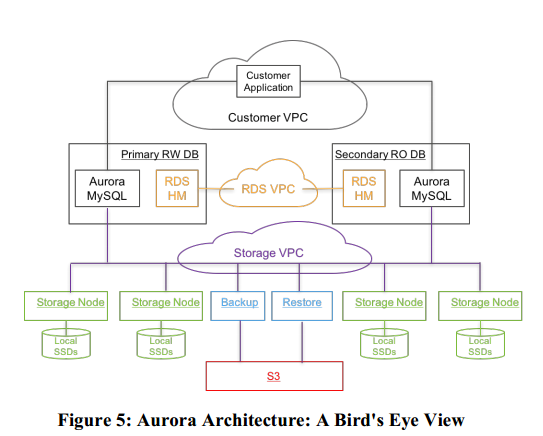 Customer
Application
Customer VPC
Primary RW DB
Secondary RO DB
Aurora
MySQL
RDS
HM
RDS VPC
RDS
HM
Aurora
MySQL
Storage VPC
Storage Node
Storage Node
Backup
Restore
Storage Node
Storage Node
Local
SSDs
Local
SSDs
Local
SSDs
Local
SSDs
S3
Figure 5: Aurora Architecture: A Bird's Eye View